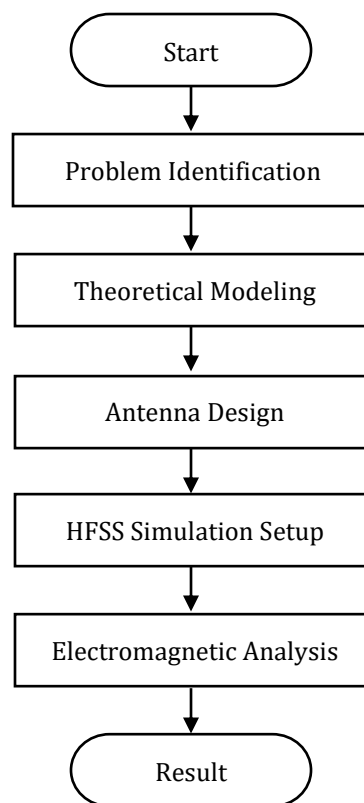 Start
Problem Identification
Theoretical Modeling
Antenna Design
HFSS Simulation Setup
Electromagnetic Analysis
Result